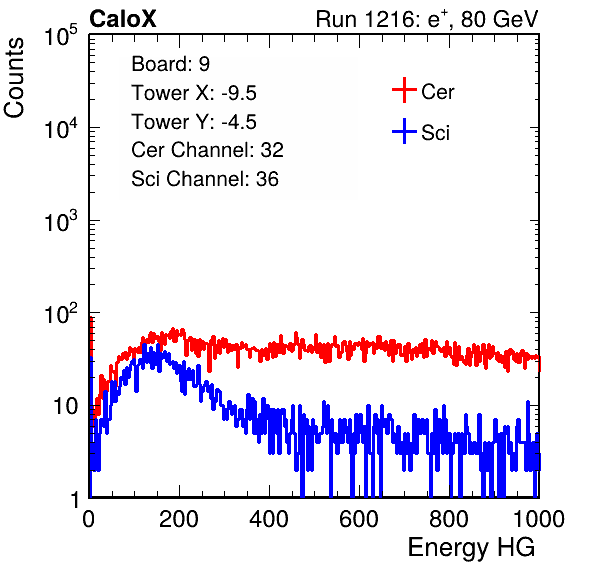 CaloX Run 1216: e⁺, 80 GeV
Counts
Board: 9
Tower X: -9.5
Tower Y: -4.5
Cer Channel: 32
Sci Channel: 36
Cer
Sci
10⁵
10⁴
10³
10²
10
1
0 200 400 600 800 1000
Energy HG